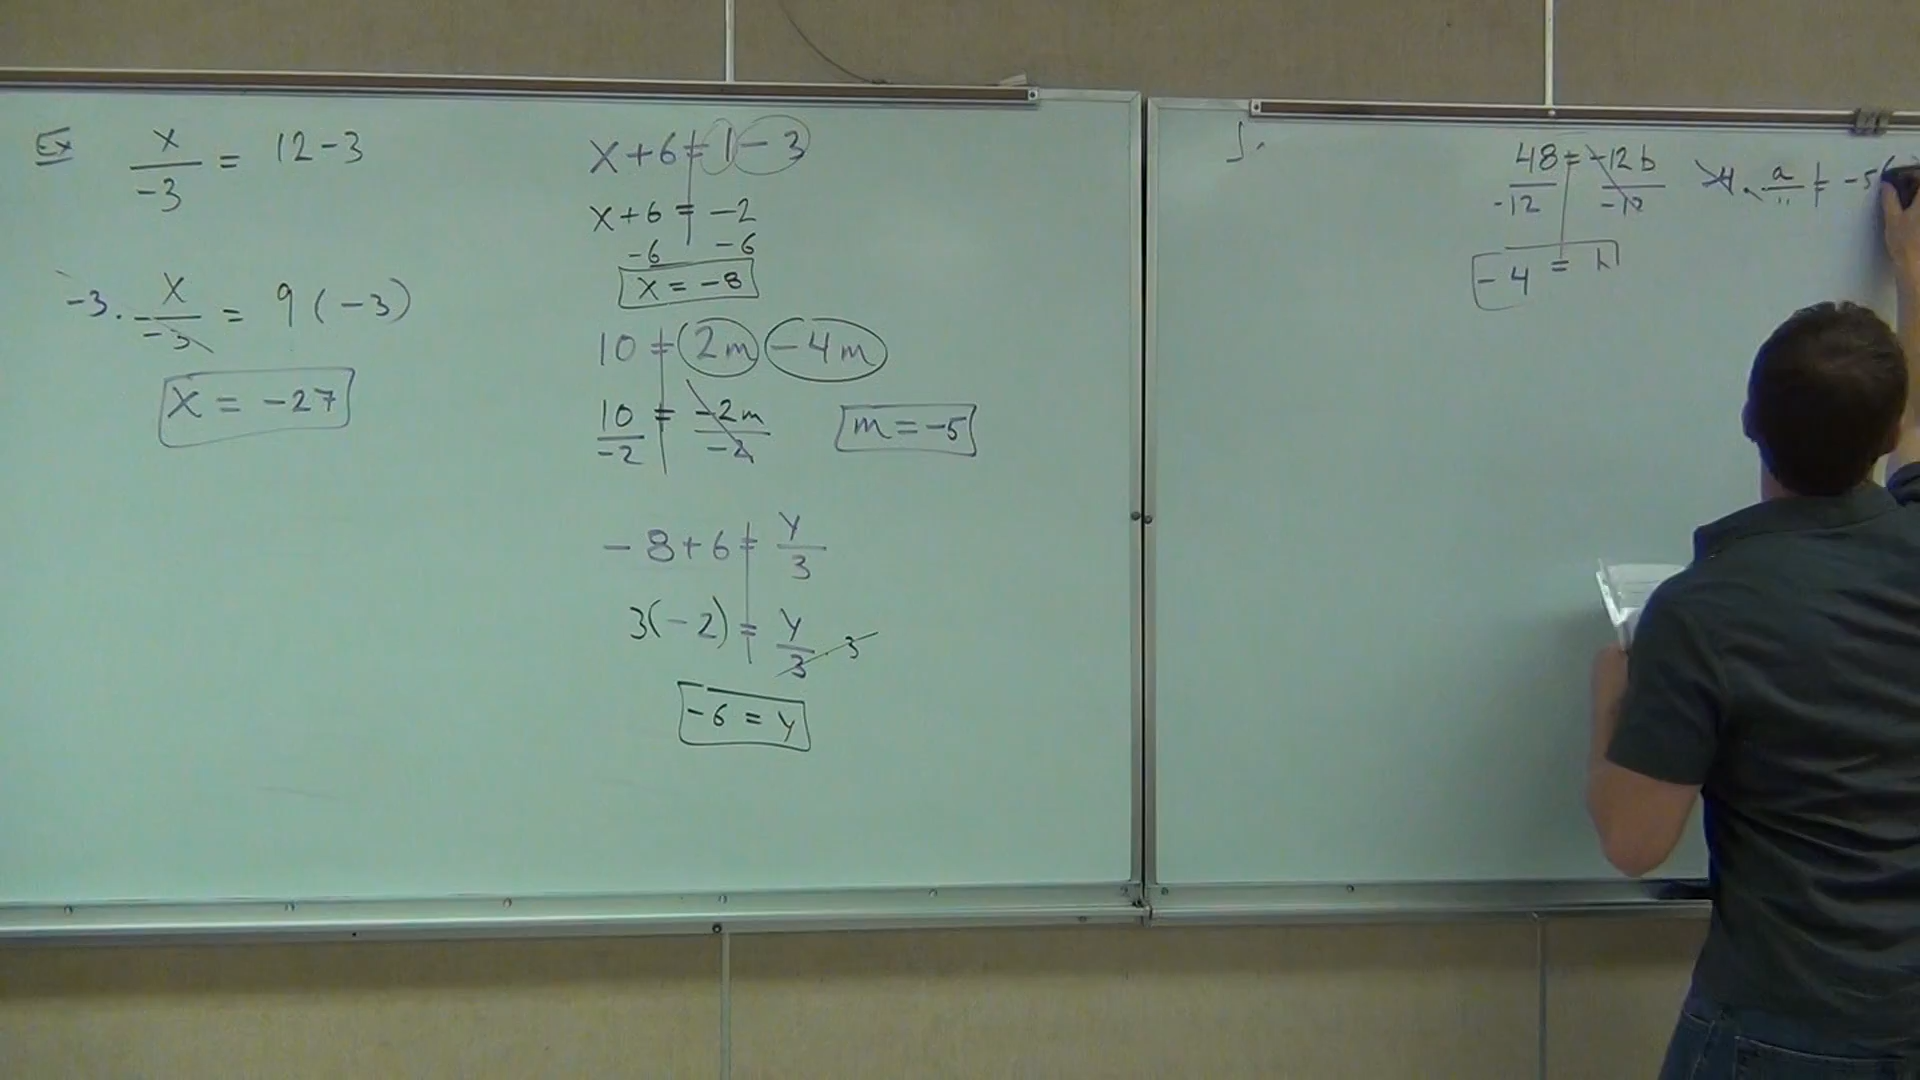 Ex x/-3 = 12-3
-3. x/-3 = 9(-3)
x = -27
x+6 = 1-3
x+6 = -2
-6 -6
x = -8
10 = 2m -4m
10/-2 = -2m/-2
m = -5
-8+6 = y/3
3(-2) = y/3 . 3
-6 = y
48/-12 = -12b/-12
-4 =
a = -5